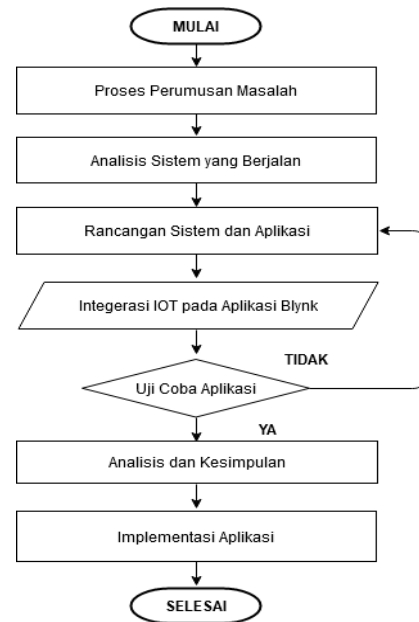 MULAI
Proses Perumusan Masalah
Analisis Sistem yang Berjalan
Rancangan Sistem dan Aplikasi
Integerasi IOT pada Aplikasi Blynk
TIDAK
Uji Coba Aplikasi
YA
Analisis dan Kesimpulan
Implementasi Aplikasi
SELESAI